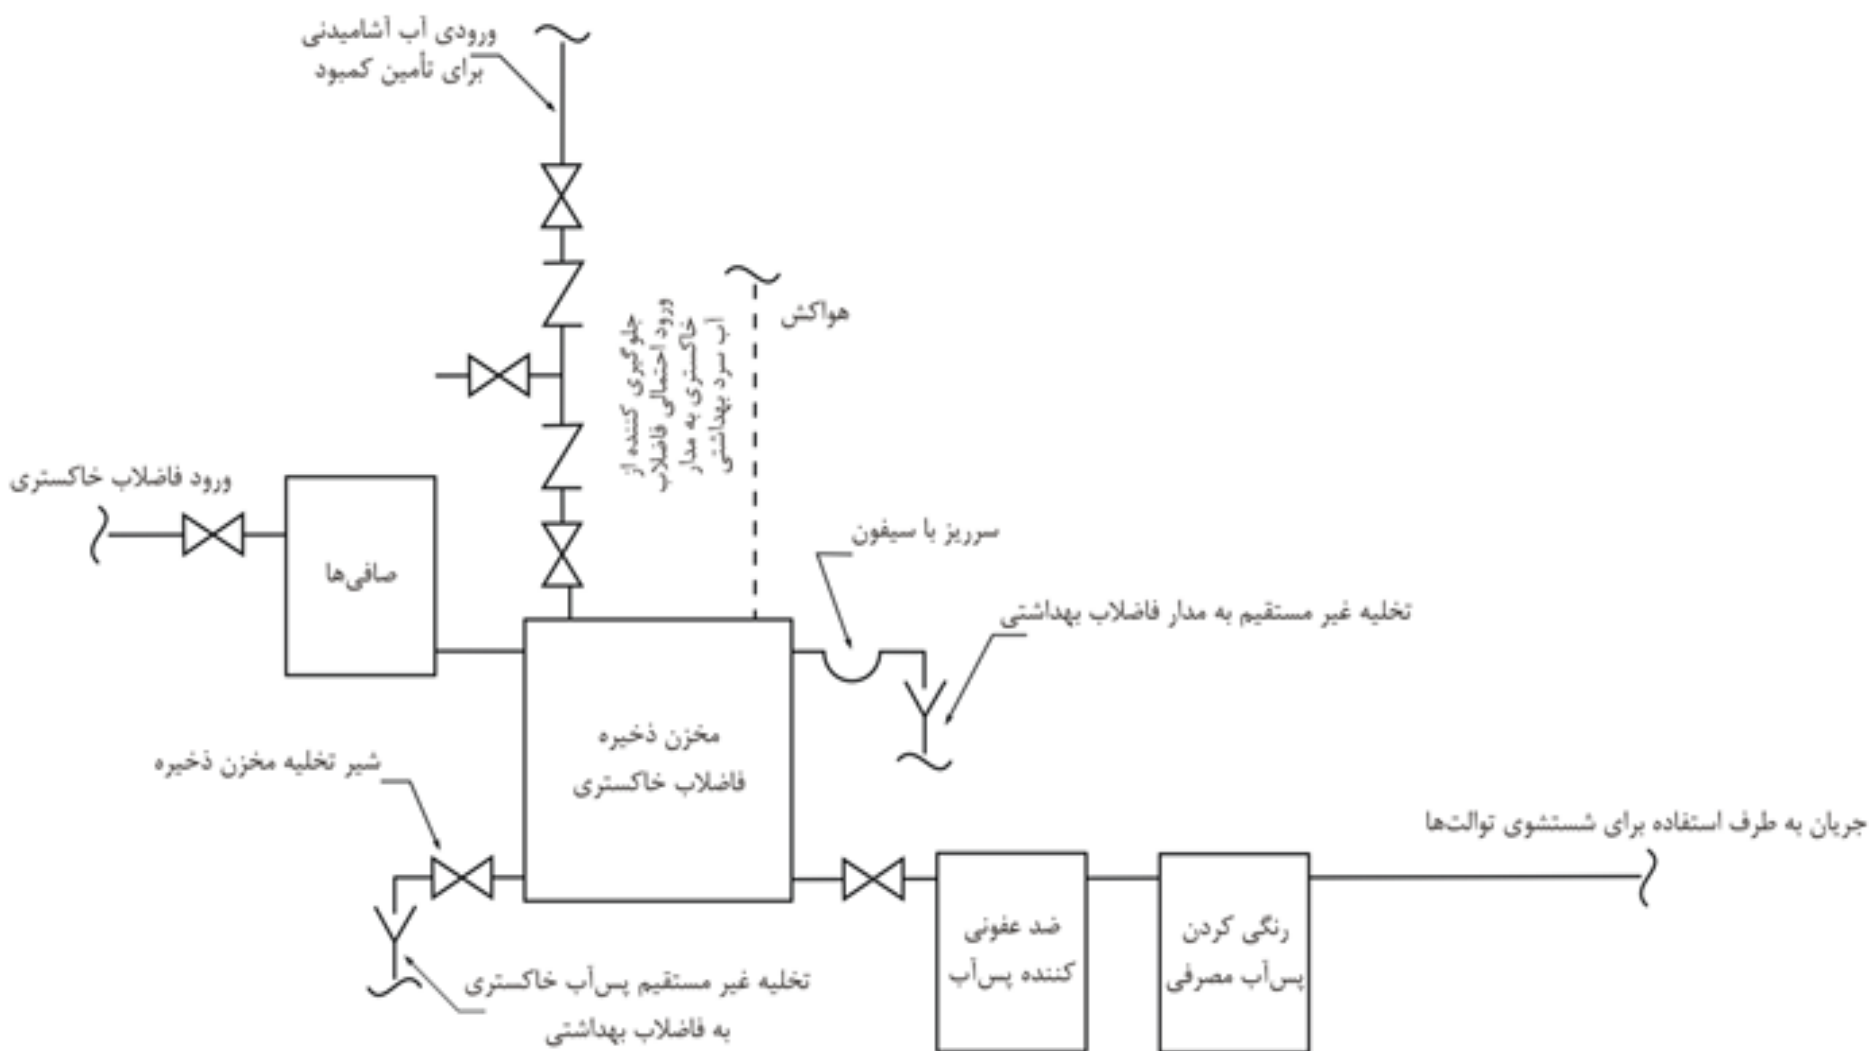 ورودی آب آشامیدنی
برای تأمین کمبود
هواکش
جلوگیری کننده از
ورود احتمالی فاضلاب
خاکستری به مدار
آب سرد بهداشتی
ورود فاضلاب خاکستری
صافی‌ها
سرریز با سیفون
تخلیه غیر مستقیم به مدار فاضلاب بهداشتی
مخزن ذخیره
فاضلاب خاکستری
شیر تخلیه مخزن ذخیره
جریان به طرف استفاده برای شستشوی توالت‌ها
ضد عفونی
کننده پس‌آب
رنگی کردن
پس‌آب مصرفی
تخلیه غیر مستقیم پس‌آب خاکستری
به فاضلاب بهداشتی